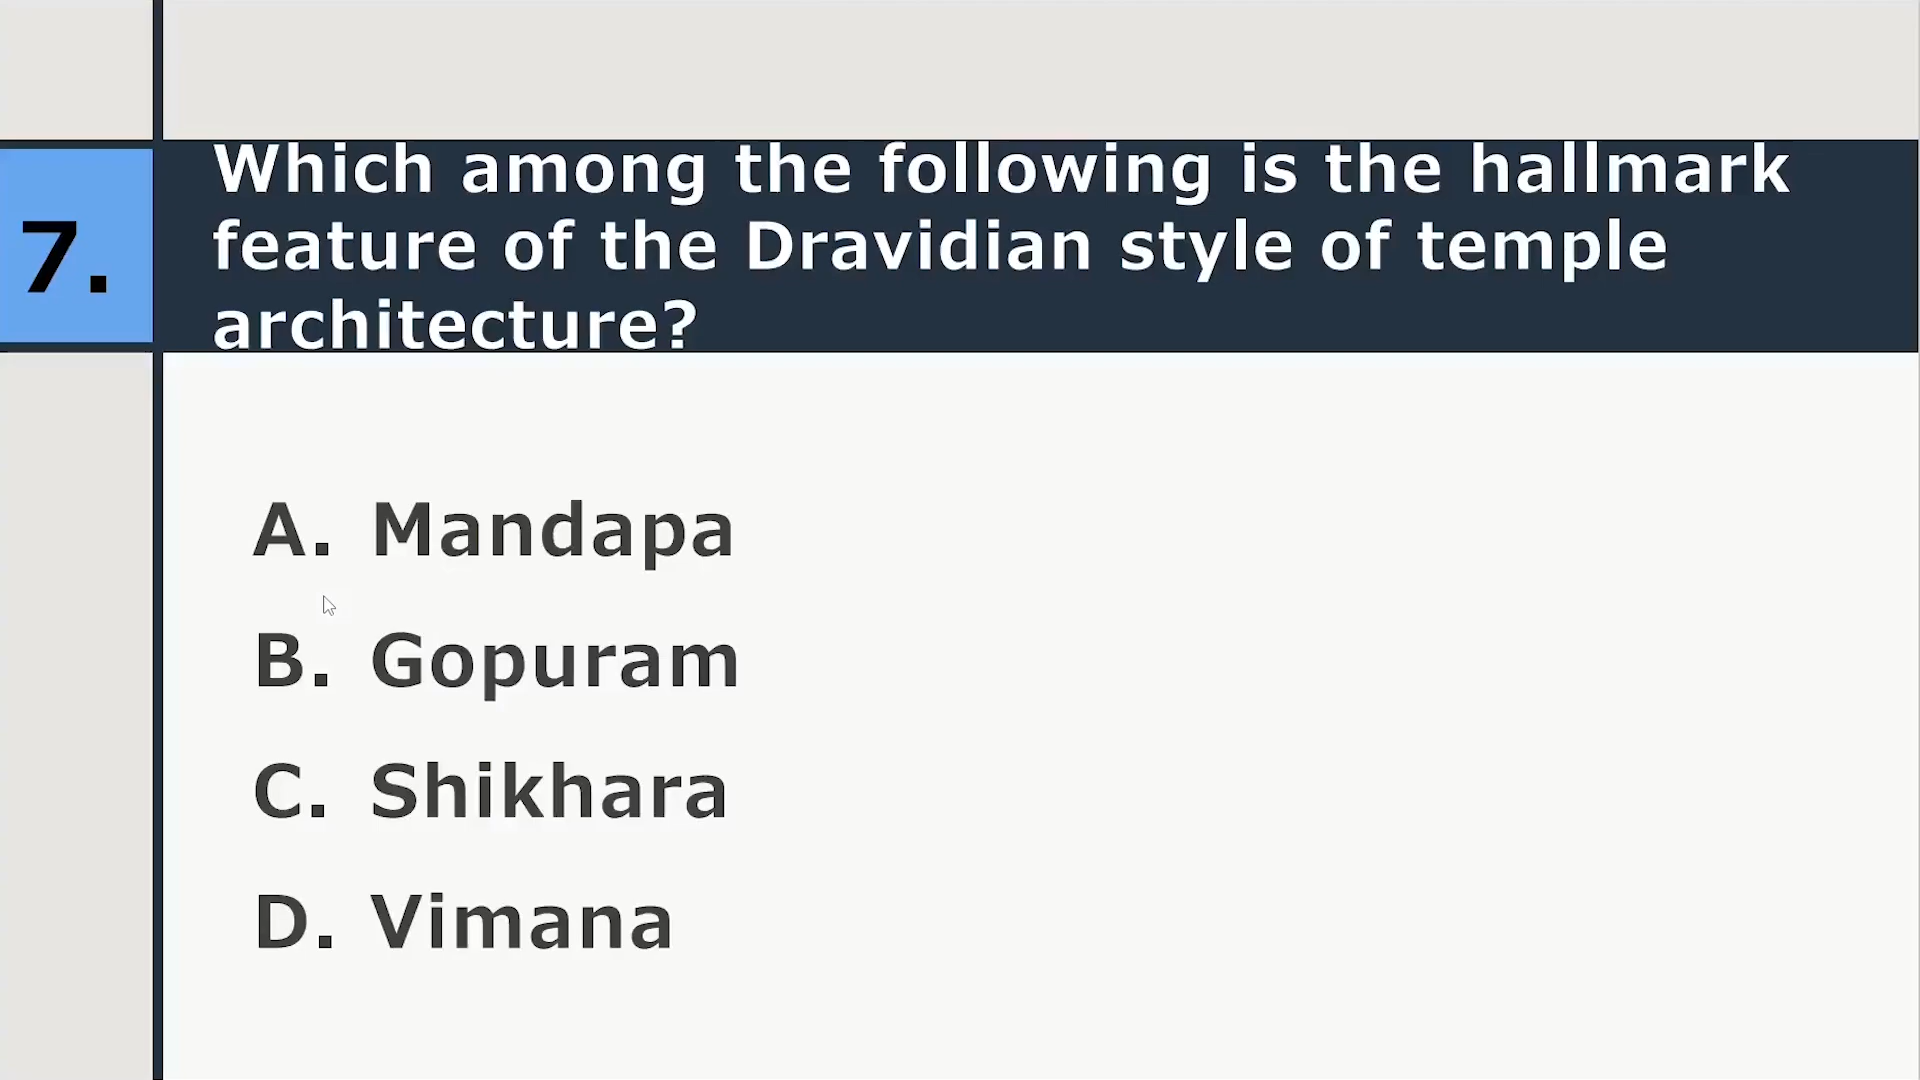 7.
Which among the following is the hallmark
feature of the Dravidian style of temple
architecture?
A. Mandapa
B. Gopuram
C. Shikhara
D. Vimana